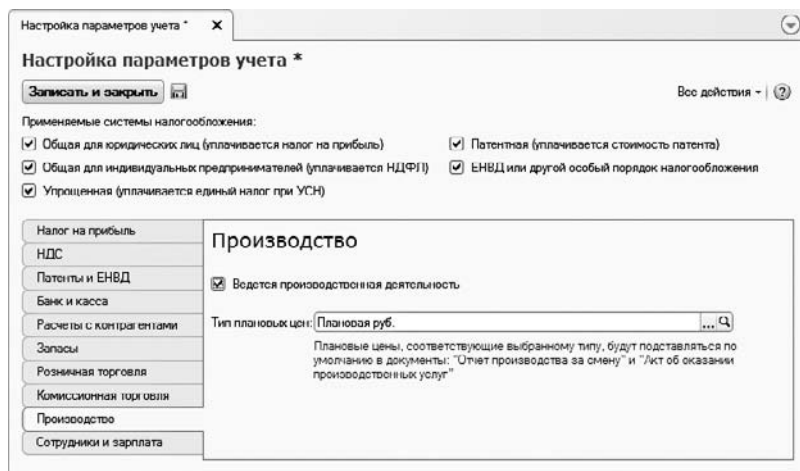 Настройка параметров учета *
Настройка параметров учета *
Записать и закрыть
Все действия
Применяемые системы налогообложения:
Общая для юридических лиц (уплачивается налог на прибыль)
Патентная (уплачивается стоимость патента)
Общая для индивидуальных предпринимателей (уплачивается НДФЛ)
ЕНВД или другой особый порядок налогообложения
Упрощенная (уплачивается единый налог при УСН)
Налог на прибыль
НДС
Патенты и ЕНВД
Банк и касса
Расчеты с контрагентами
Запасы
Розничная торговля
Комиссионная торговля
Производство
Сотрудники и зарплата
Производство
Ведется производственная деятельность
Тип плановых цен: Плановая руб.
Плановые цены, соответствующие выбранному типу, будут подставляться по
умолчанию в документы: "Отчет производства за смену" и "Акт об оказании
производственных услуг"